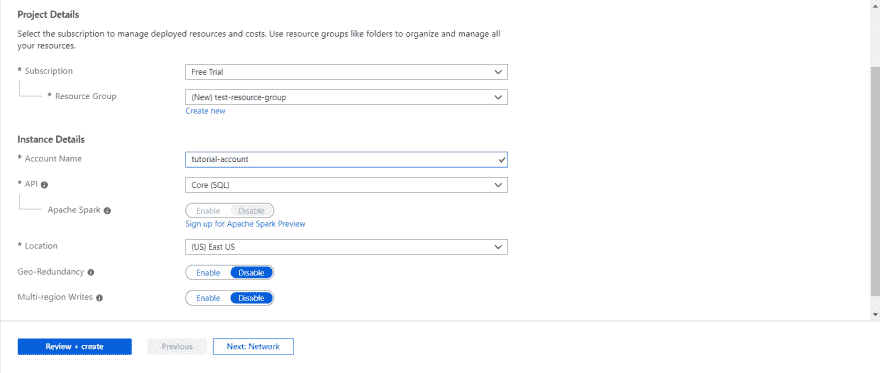 Project Details
Select the subscription to manage deployed resources and costs. Use resource groups like folders to organize and manage all
your resources.
* Subscription
Free Trial
* Resource Group
(New) test-resource-group
Create new
Instance Details
* Account Name
tutorial-account
* API
Core (SQL)
Apache Spark
Enable Disable
Sign up for Apache Spark Preview
* Location
(US) East US
Geo-Redundancy
Enable Disable
Multi-region Writes
Enable Disable
Review + create
Previous
Next: Network